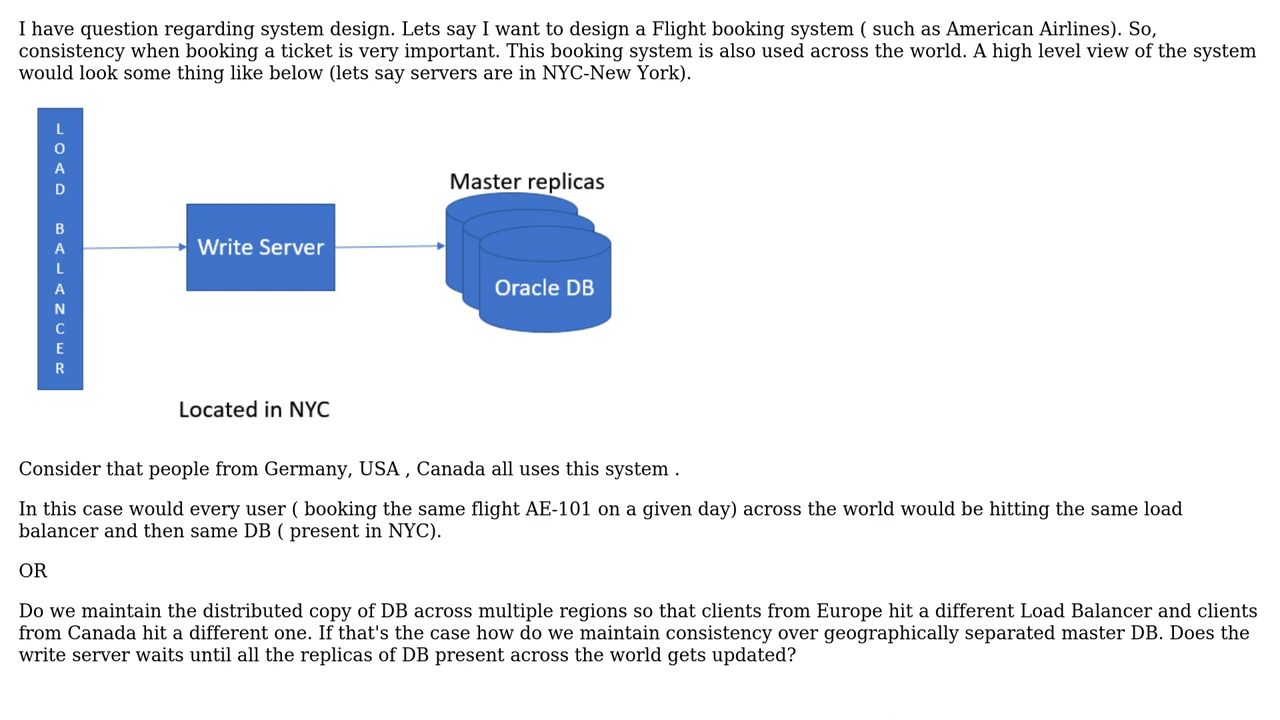 I have question regarding system design. Lets say I want to design a Flight booking system ( such as American Airlines). So,
consistency when booking a ticket is very important. This booking system is also used across the world. A high level view of the system
would look some thing like below (lets say servers are in NYC-New York).
LOAD BALANCER
Master replicas
Write Server
Oracle DB
Located in NYC
Consider that people from Germany, USA , Canada all uses this system .
In this case would every user ( booking the same flight AE-101 on a given day) across the world would be hitting the same load
balancer and then same DB ( present in NYC).
OR
Do we maintain the distributed copy of DB across multiple regions so that clients from Europe hit a different Load Balancer and clients
from Canada hit a different one. If that's the case how do we maintain consistency over geographically separated master DB. Does the
write server waits until all the replicas of DB present across the world gets updated?